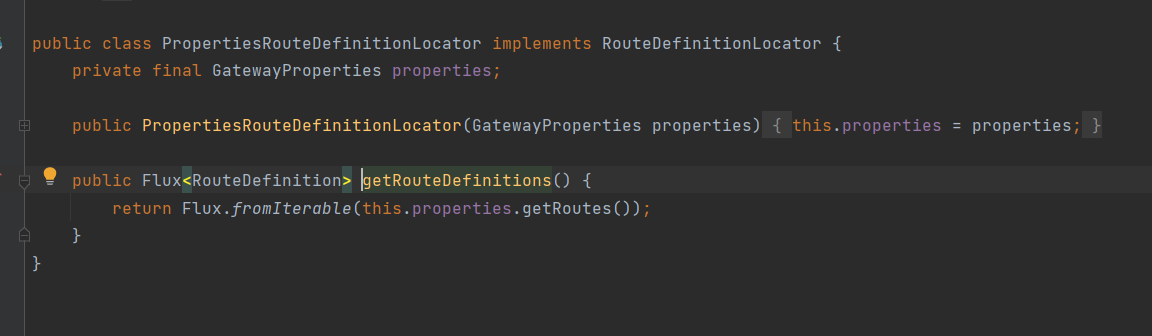 public class PropertiesRouteDefinitionLocator implements RouteDefinitionLocator {
    private final GatewayProperties properties;
    public PropertiesRouteDefinitionLocator(GatewayProperties properties) { this.properties = properties; }
    public Flux<RouteDefinition> getRouteDefinitions() {
        return Flux.fromIterable(this.properties.getRoutes());
    }
}